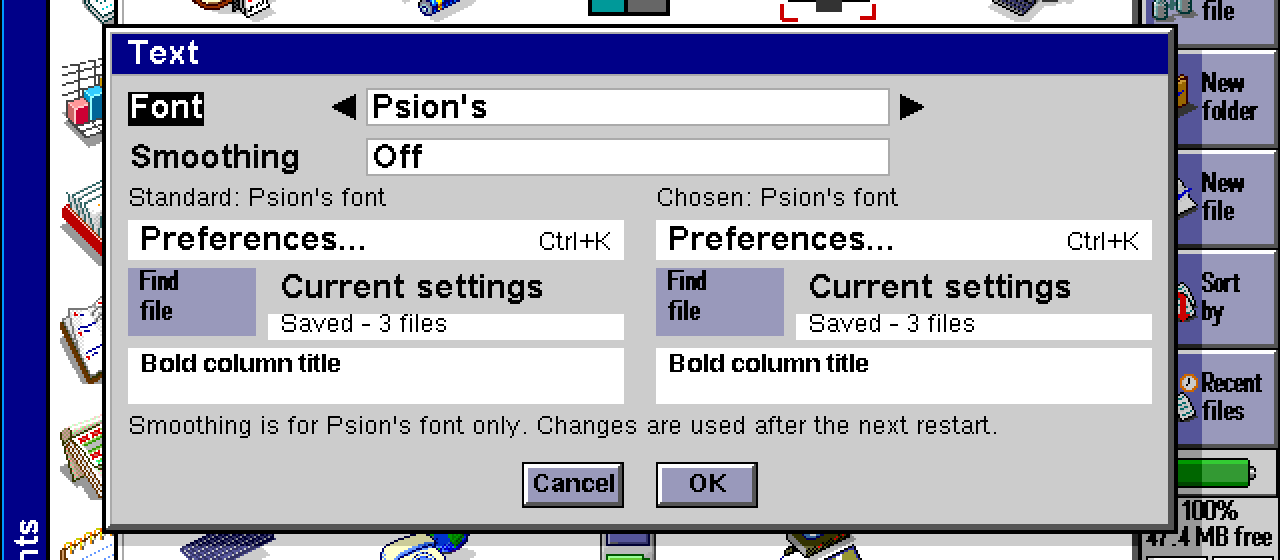 file
Text
Font
Psion's
New
folder
Smoothing
Off
Standard: Psion's font
Chosen: Psion's font
New
file
Preferences...
Ctrl+K
Preferences...
Ctrl+K
Find
file
Current settings
Saved - 3 files
Find
file
Current settings
Saved - 3 files
Sort
by
Bold column title
Bold column title
Recent
files
Smoothing is for Psion's font only. Changes are used after the next restart.
Cancel
OK
100%
MB free